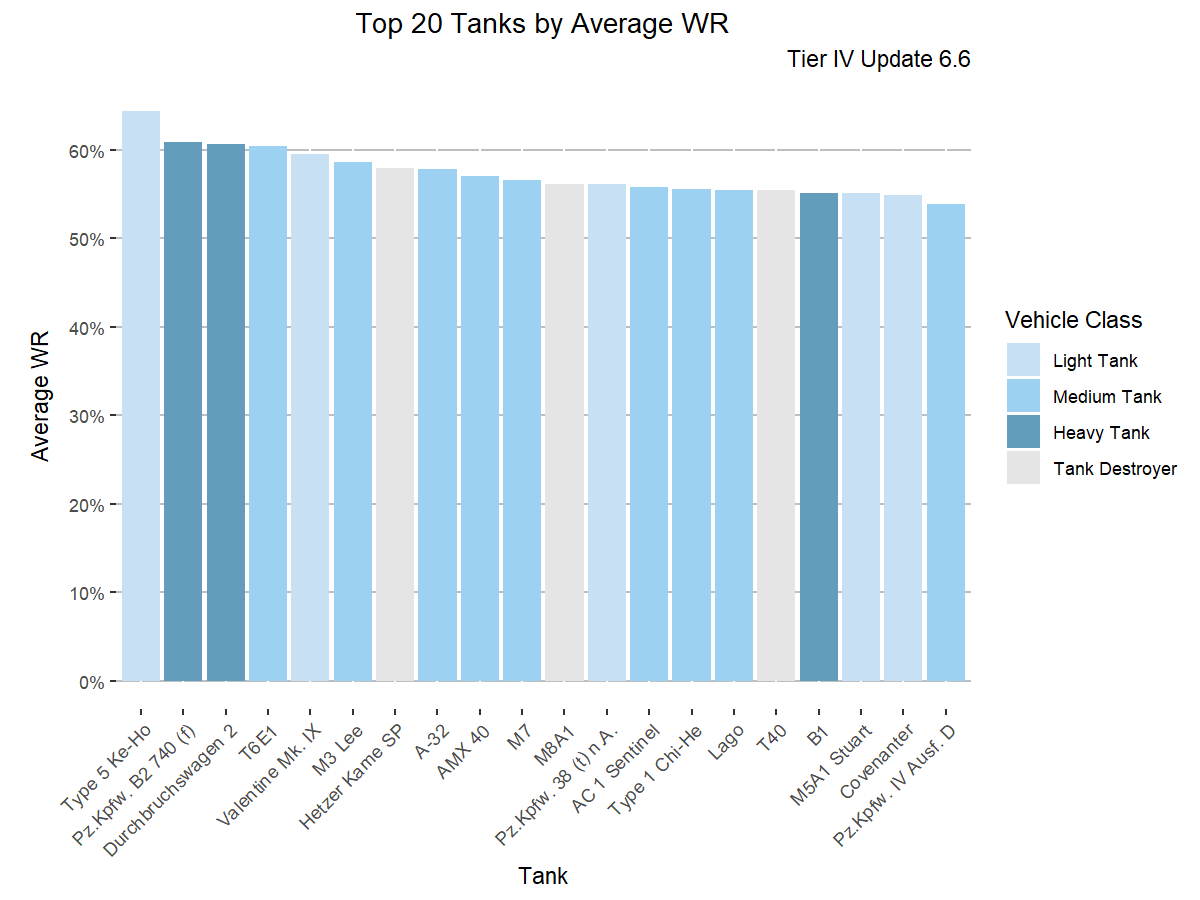 Top 20 Tanks by Average WR
Tier IV Update 6.6
Average WR
60%
50%
40%
30%
20%
10%
0%
Type 5 Ke-Ho
Pz.Kpfw. B2 740 (f)
Durchbruchswagen 2
T6E1
Valentine Mk. IX
M3 Lee
Hetzer Kame SP
A-32
AMX 40
M7
M8A1
Pz.Kpfw. 38 (t) n.A.
AC 1 Sentinel
Type 1 Chi-He
Lago
T40
B1
M5A1 Stuart
Covenanter
Pz.Kpfw. IV Ausf. D
Tank
Vehicle Class
Light Tank
Medium Tank
Heavy Tank
Tank Destroyer